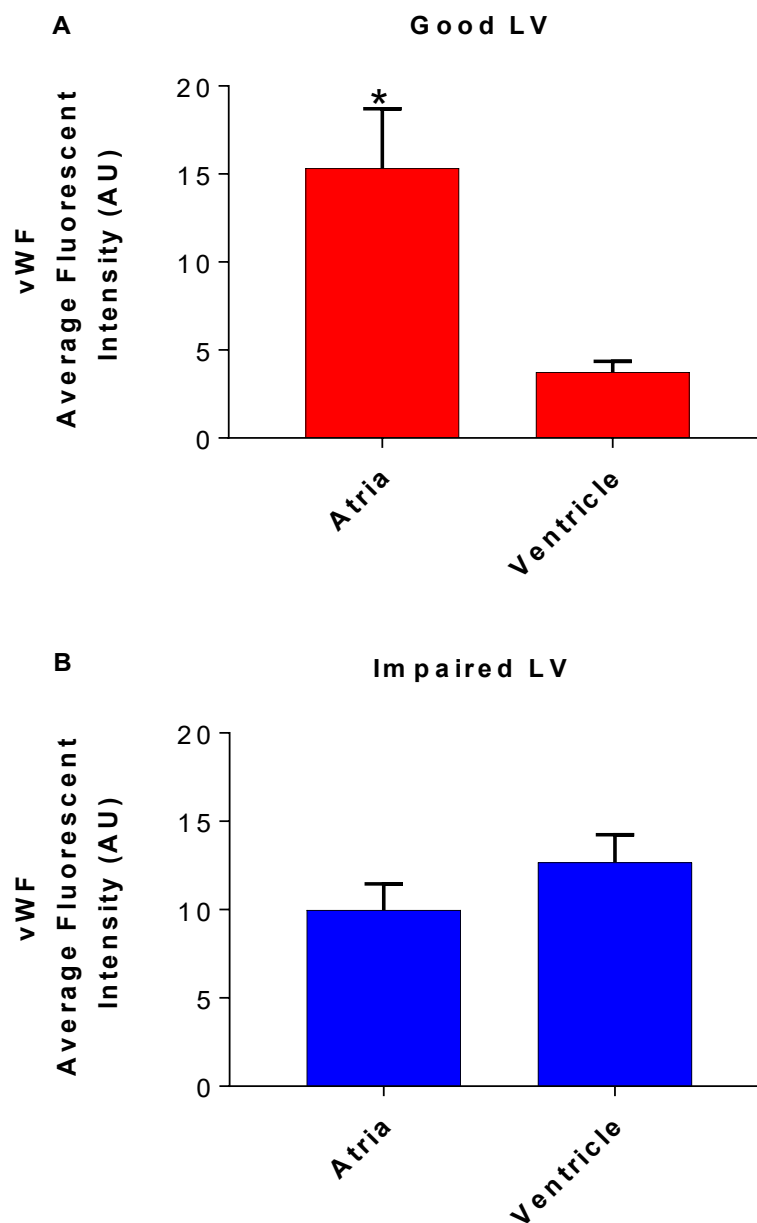 A
Good LV
vWF
Average Fluorescent
Intensity (AU)
20
*
15
10
5
0
Atria
Ventricle
B
Impaired LV
vWF
Average Fluorescent
Intensity (AU)
20
15
10
5
0
Atria
Ventricle